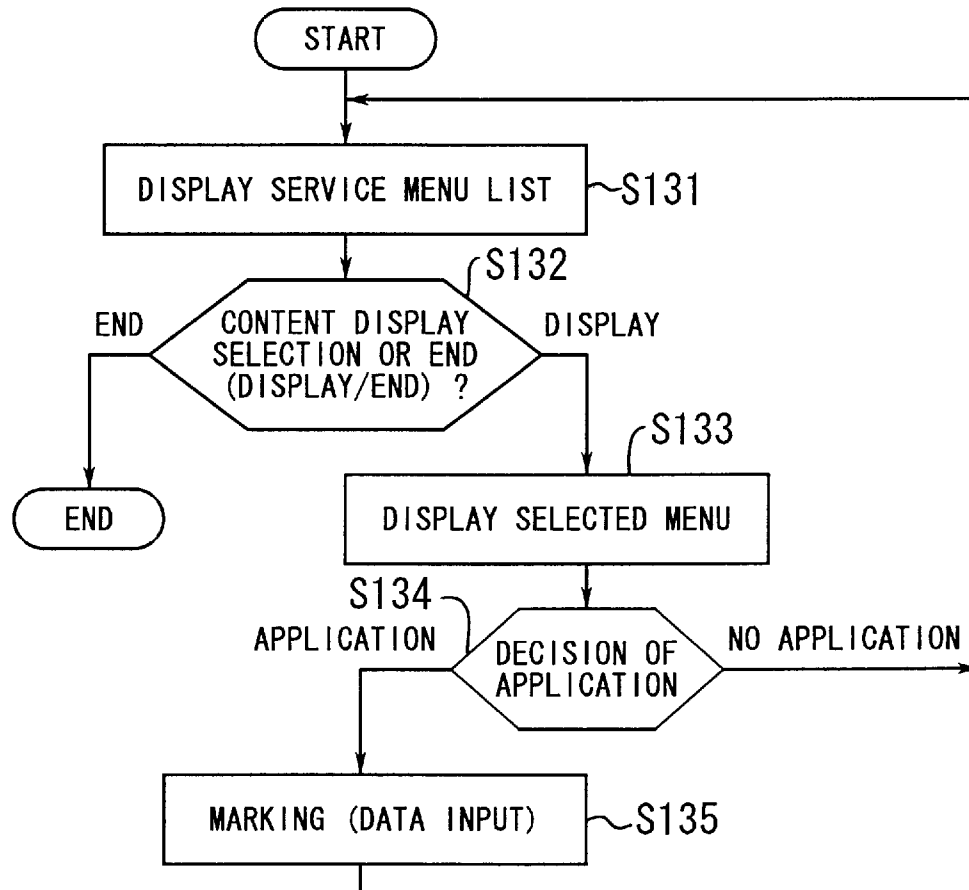 START
DISPLAY SERVICE MENU LIST
S131
S132
END
CONTENT DISPLAY
SELECTION OR END
(DISPLAY/END) ?
DISPLAY
S133
END
DISPLAY SELECTED MENU
S134
APPLICATION
DECISION OF
APPLICATION
NO APPLICATION
MARKING (DATA INPUT)
S135